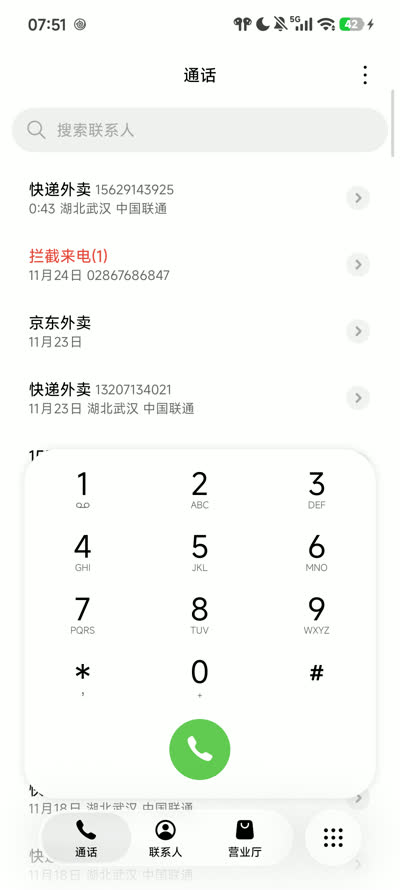 07:51
5G
42
通话
搜索联系人
快递外卖 15629143925
0:43 湖北武汉 中国联通
拦截来电(1)
11月24日 02867686847
京东外卖
11月23日
快递外卖 13207134021
11月23日 湖北武汉 中国联通
1
2
ABC
3
DEF
4
GHI
5
JKL
6
MNO
7
PQRS
8
TUV
9
WXYZ
*
,
0
+
#
11月18日 湖北武汉 中国联通
通话
联系人
营业厅
快递
11月18日 湖北武汉 中国联通